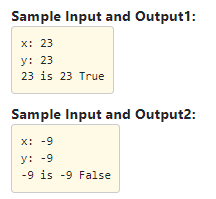 Sample Input and Output1:
x: 23
y: 23
23 is 23 True
Sample Input and Output2:
x: -9
y: -9
-9 is -9 False